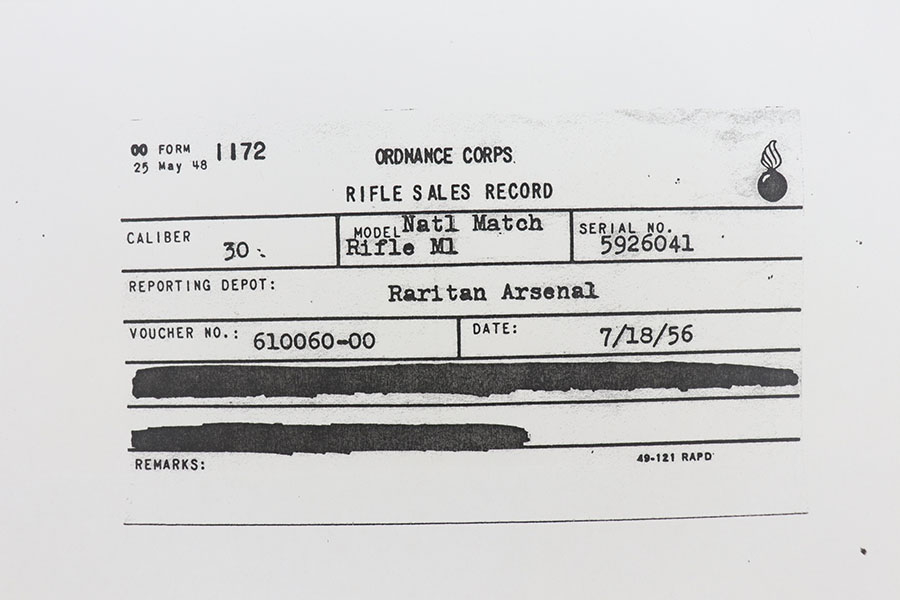 OO FORM 1172
25 May 48
ORDNANCE CORPS.
RIFLE SALES RECORD
CALIBER
30
MODEL Natl Match
Rifle M1
SERIAL NO.
5926041
REPORTING DEPOT:
Raritan Arsenal
VOUCHER NO.: 610060-00
DATE:
7/18/56
REMARKS:
49-121 RAPD